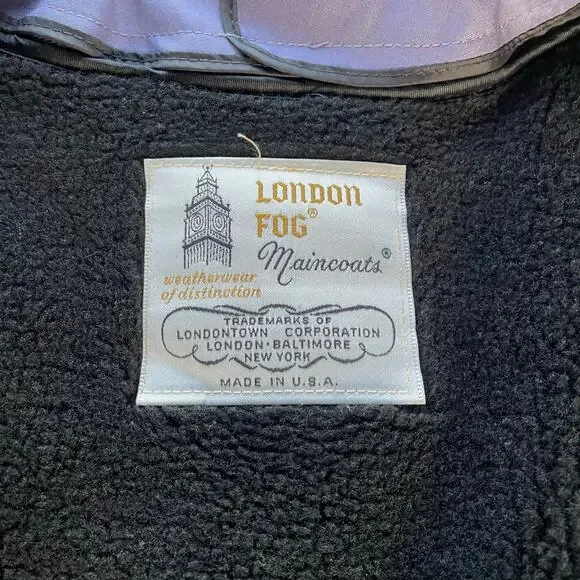 LONDON
FOG®
Maincoats®
weatherwear
of distinction
TRADEMARKS OF
LONDONTOWN CORPORATION
LONDON • BALTIMORE
NEW YORK
MADE IN U.S.A.